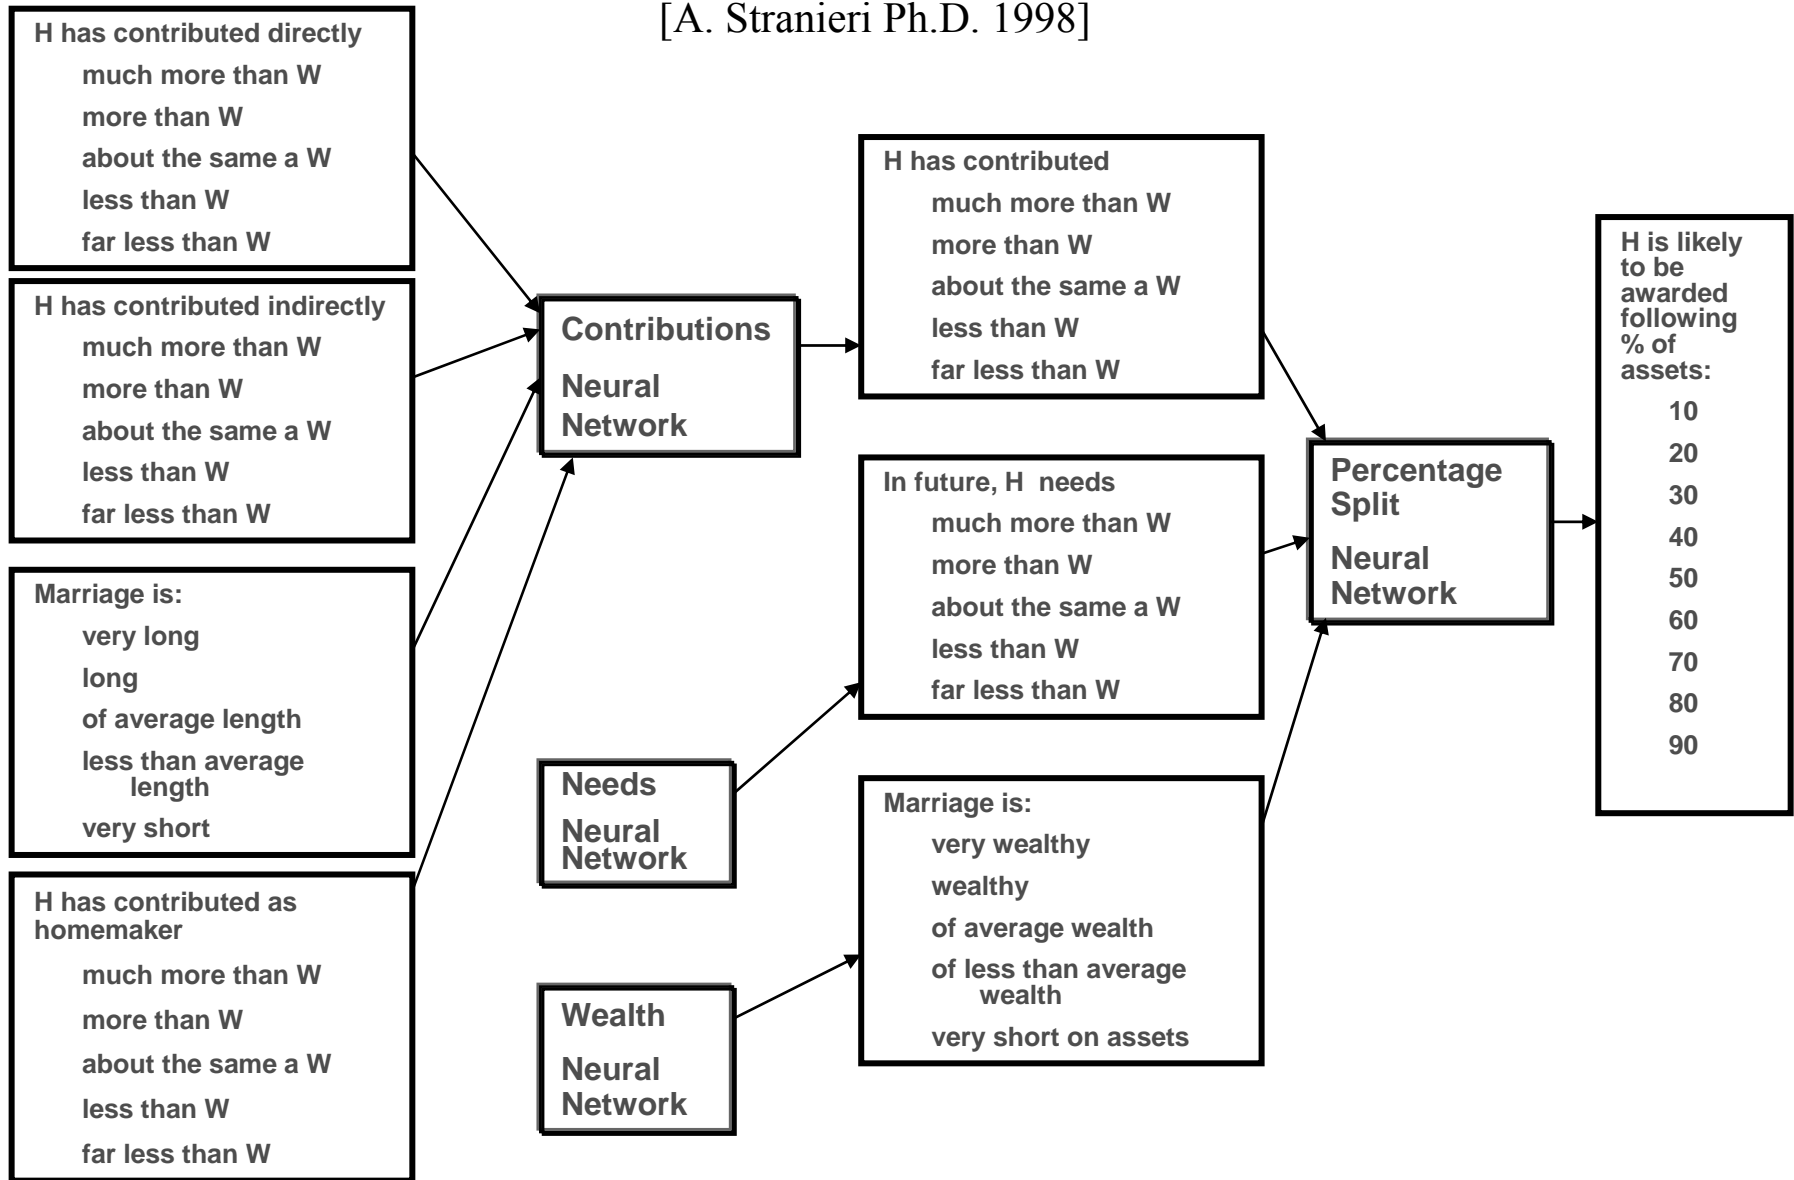 [A. Stranieri Ph.D. 1998]
H has contributed directly
much more than W
more than W
about the same a W
less than W
far less than W
H has contributed indirectly
much more than W
more than W
about the same a W
less than W
far less than W
Marriage is:
very long
long
of average length
less than average
length
very short
H has contributed as
homemaker
much more than W
more than W
about the same a W
less than W
far less than W
Contributions
Neural
Network
Needs
Neural
Network
Wealth
Neural
Network
H has contributed
much more than W
more than W
about the same a W
less than W
far less than W
In future, H needs
much more than W
more than W
about the same a W
less than W
far less than W
Marriage is:
very wealthy
wealthy
of average wealth
of less than average
wealth
very short on assets
Percentage
Split
Neural
Network
H is likely
to be
awarded
following
% of
assets:
10
20
30
40
50
60
70
80
90